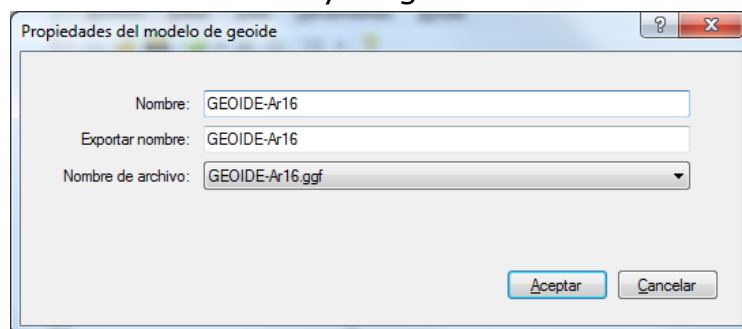 Propiedades del modelo de geoide
Nombre: GEOIDE-Ar16
Exportar nombre: GEOIDE-Ar16
Nombre de archivo: GEOIDE-Ar16.ggf
Aceptar Cancelar